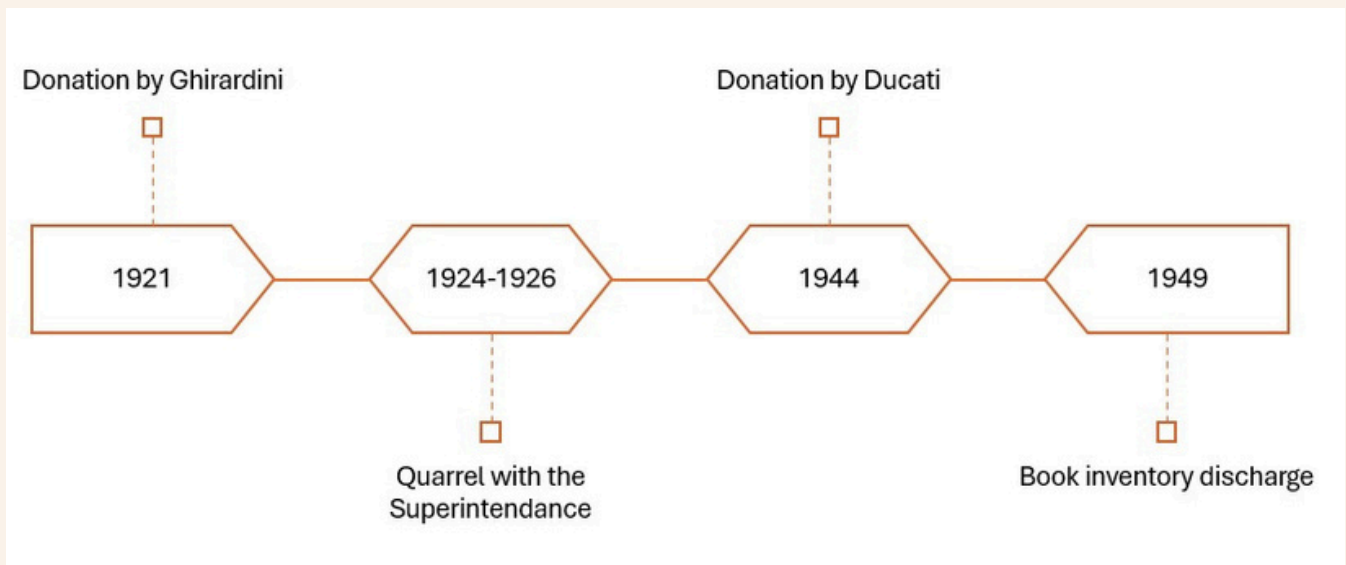 Donation by Ghirardini
Donation by Ducati
1921
1924-1926
1944
1949
Quarrel with the
Superintendance
Book inventory discharge